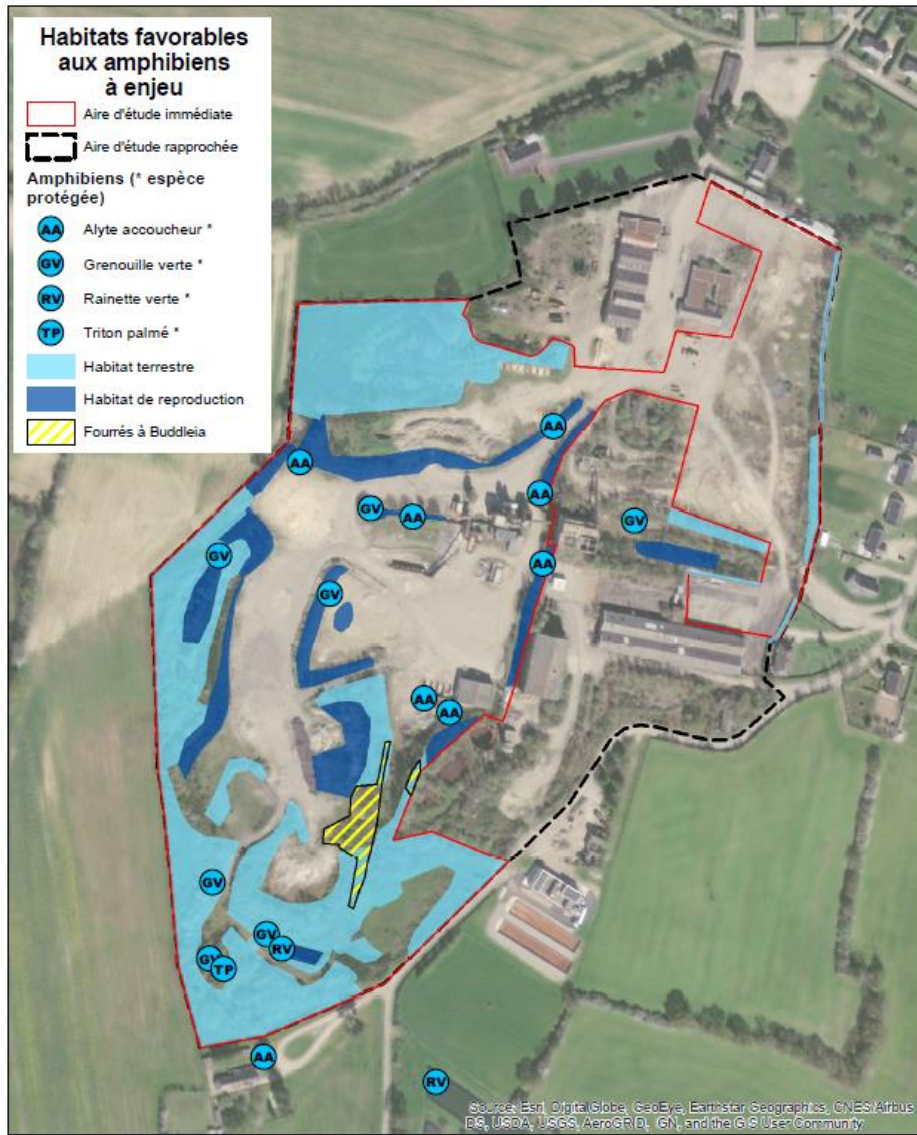 Habitats favorables
aux amphibiens
à enjeu
Aire d'étude immédiate
Aire d'étude rapprochée
Amphibiens (* espèce
protégée)
AA Alyte accoucheur *
GV Grenouille verte *
RV Rainette verte *
TP Triton palmé *
Habitat terrestre
Habitat de reproduction
Fourrés à Buddleia
AA
AA
AA
GV
AA
GV
GV
AA
GV
AA
AA
GV
GV
RV
GV
TP
AA
RV
Source: Esri, DigitalGlobe, GeoEye, Earthstar Geographics, CNES/Airbus
DS, USDA, USGS, AeroGRID, IGN, and the GIS User Community